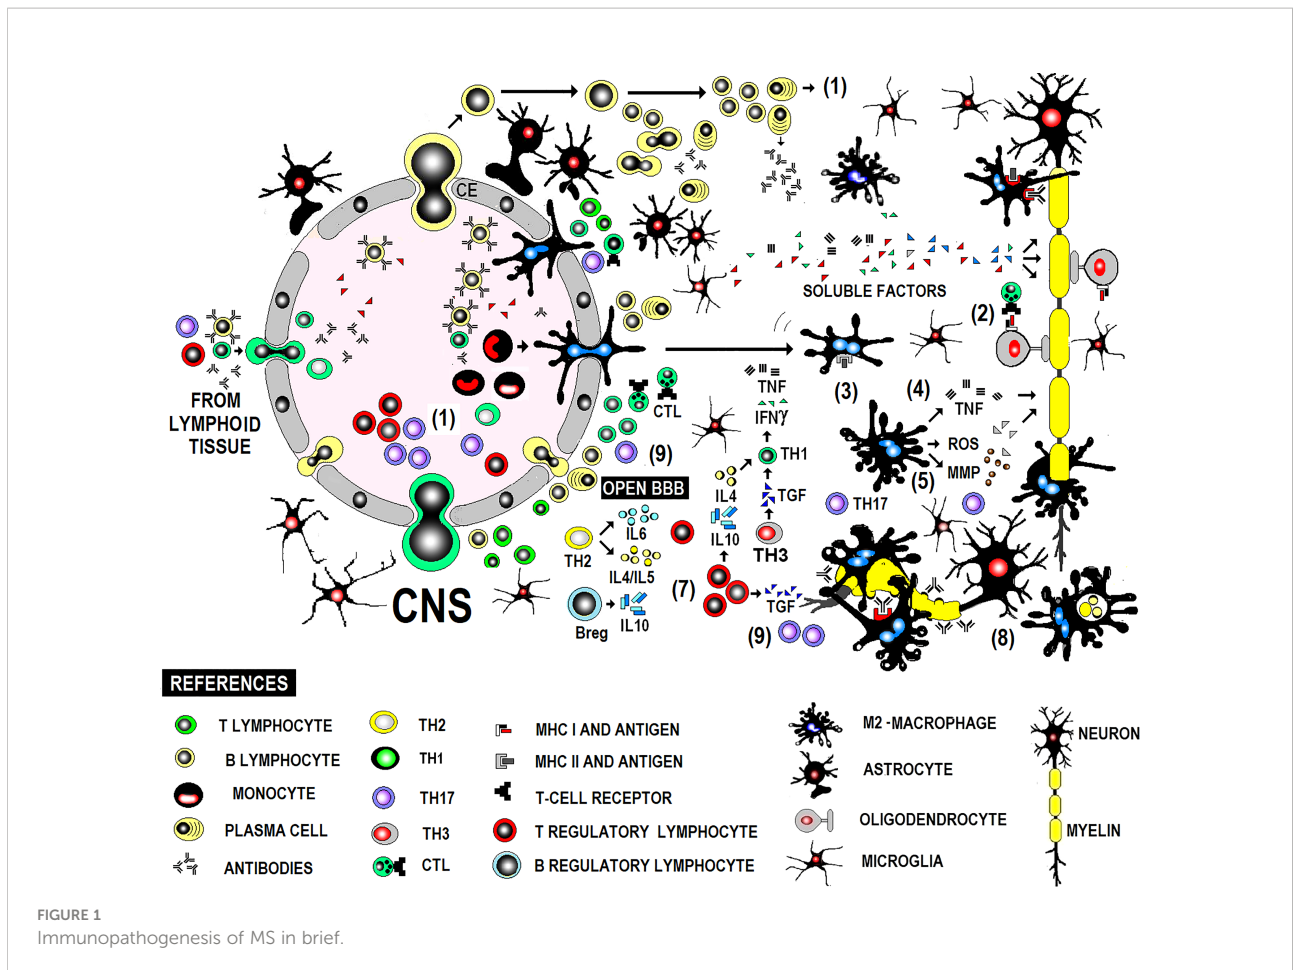 (1)
CE
SOLUBLE FACTORS
(2)
FROM
LYMPHOID
TISSUE
(1)
CTL
(9)
OPEN BBB
TNF
IFNγ
TH1
(3)
(4)
TNF
ROS
MMP
(5)
IL4
TGF
IL10
TH3
TH17
IL6
TH2
IL4/IL5
(7)
TGF
Breg
IL10
(9)
(8)
CNS
REFERENCES
T LYMPHOCYTE
B LYMPHOCYTE
MONOCYTE
PLASMA CELL
ANTIBODIES
TH2
TH1
TH17
TH3
CTL
MHC I AND ANTIGEN
MHC II AND ANTIGEN
T-CELL RECEPTOR
T REGULATORY LYMPHOCYTE
B REGULATORY LYMPHOCYTE
M2 -MACROPHAGE
ASTROCYTE
OLIGODENDROCYTE
MICROGLIA
NEURON
MYELIN
FIGURE 1
Immunopathogenesis of MS in brief.